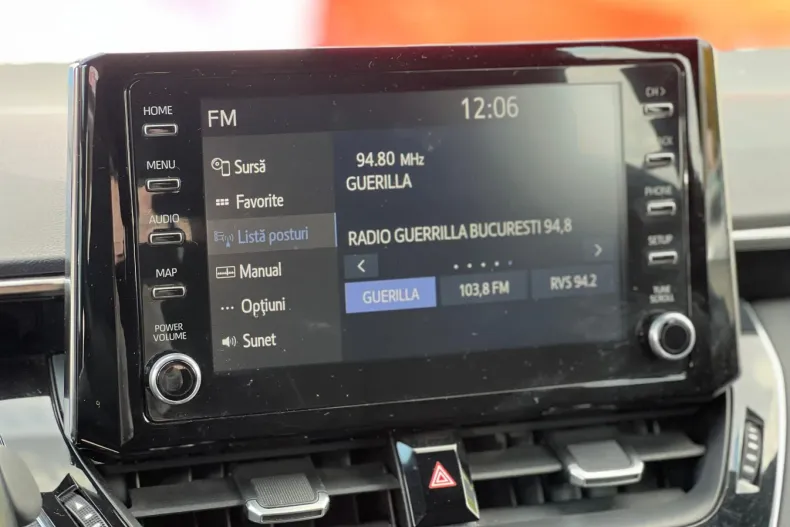 HOME
MENU
AUDIO
MAP
POWER
VOLUME
FM
12:06
Sursă
Favorite
Listă posturi
Manual
Opţiuni
Sunet
94.80 MHz
GUERILLA
RADIO GUERRILLA BUCURESTI 94,8
GUERILLA
103,8 FM
RVS 94.2
CH >
PHONE
SETUP
TUNE
SCROLL